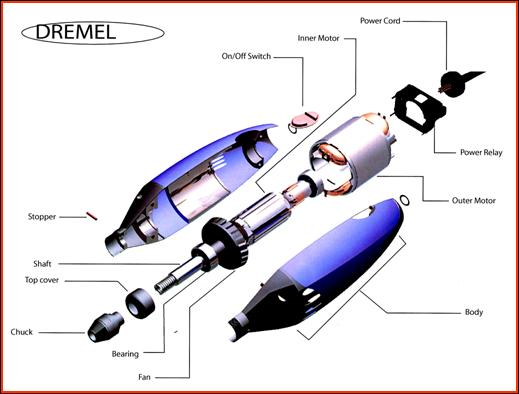 DREMEL
Power Cord
Inner Motor
On/Off Switch
Power Relay
Outer Motor
Stopper
Shaft
Top cover
Chuck
Body
Bearing
Fan